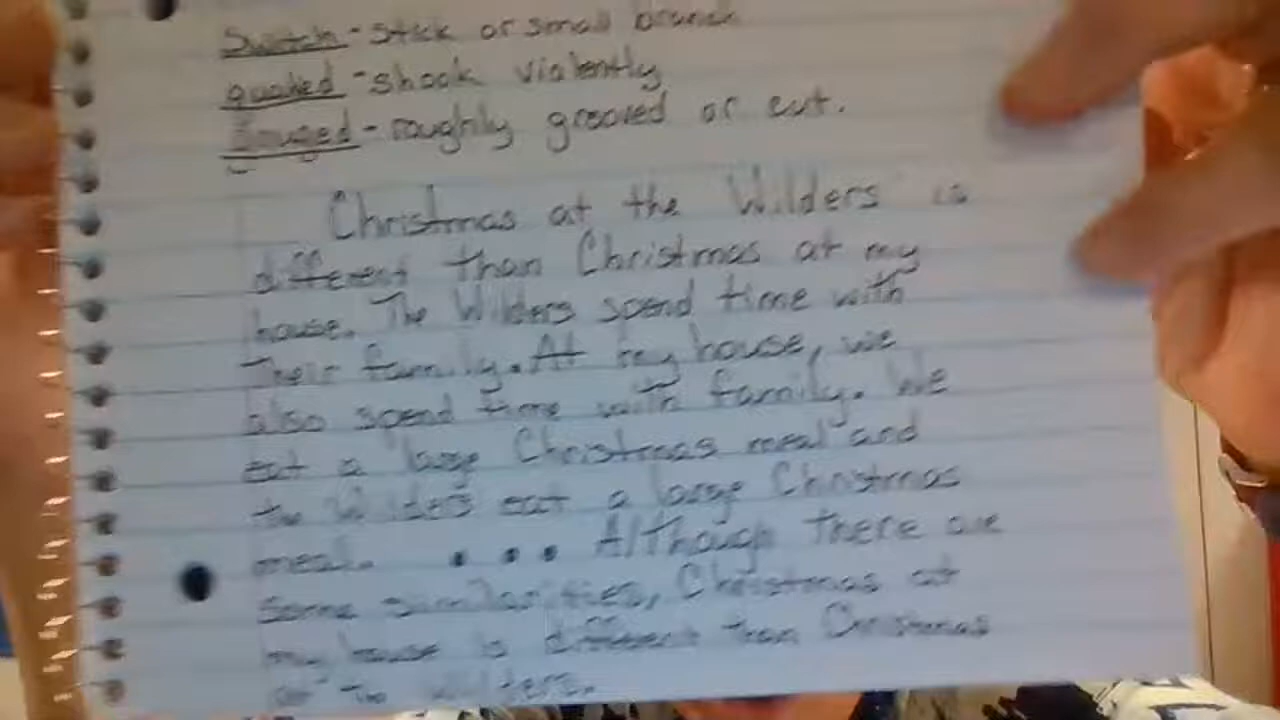 Switch - stick or small branch
quaked - shook violently
Gouged - roughly grooved or cut.
Christmas at the Wilders is
different than Christmas at my
house. The Wilders spend time with
Their family. At my house, we
also spend time with family. We
eat a large Christmas meal and
the Wilders eat a large Christmas
meal. . . . Although there are
some similarities, Christmas at
my house is different than Christmas
at the Wilders.